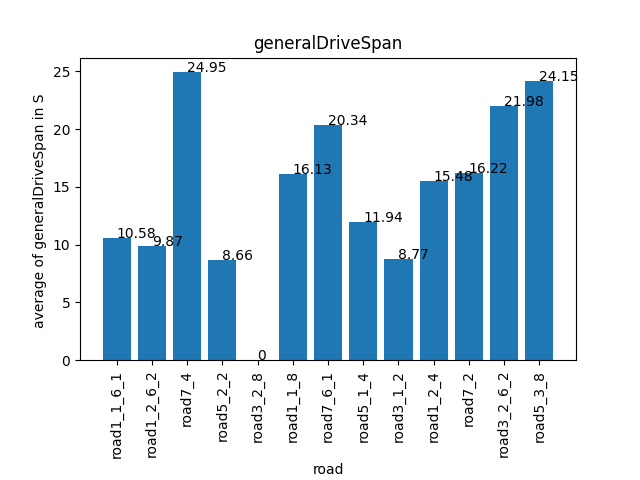 generalDriveSpan
average of generalDriveSpan in S
25
20
15
10
5
0
10.58
9.87
24.95
8.66
0
16.13
20.34
11.94
8.77
15.48
16.22
21.98
24.15
road1_1_6_1
road1_2_6_2
road7_4
road5_2_2
road3_2_8
road1_1_8
road7_6_1
road5_1_4
road3_1_2
road1_2_4
road7_2
road3_2_6_2
road5_3_8
road